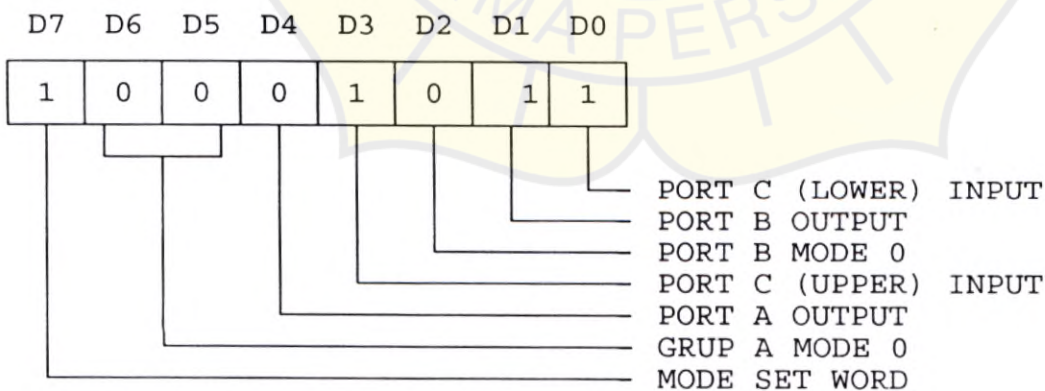 MAPERS
D7 D6 D5 D4 D3 D2 D1 D0
1 0 0 0 1 0 1 1
PORT C (LOWER) INPUT
PORT B OUTPUT
PORT B MODE 0
PORT C (UPPER) INPUT
PORT A OUTPUT
GRUP A MODE 0
MODE SET WORD